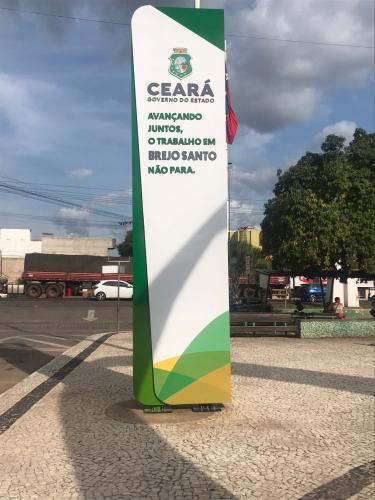 CEARÁ
GOVERNO DO ESTADO
AVANÇANDO
JUNTOS,
O TRABALHO EM
BREJO SANTO
NÃO PARA.